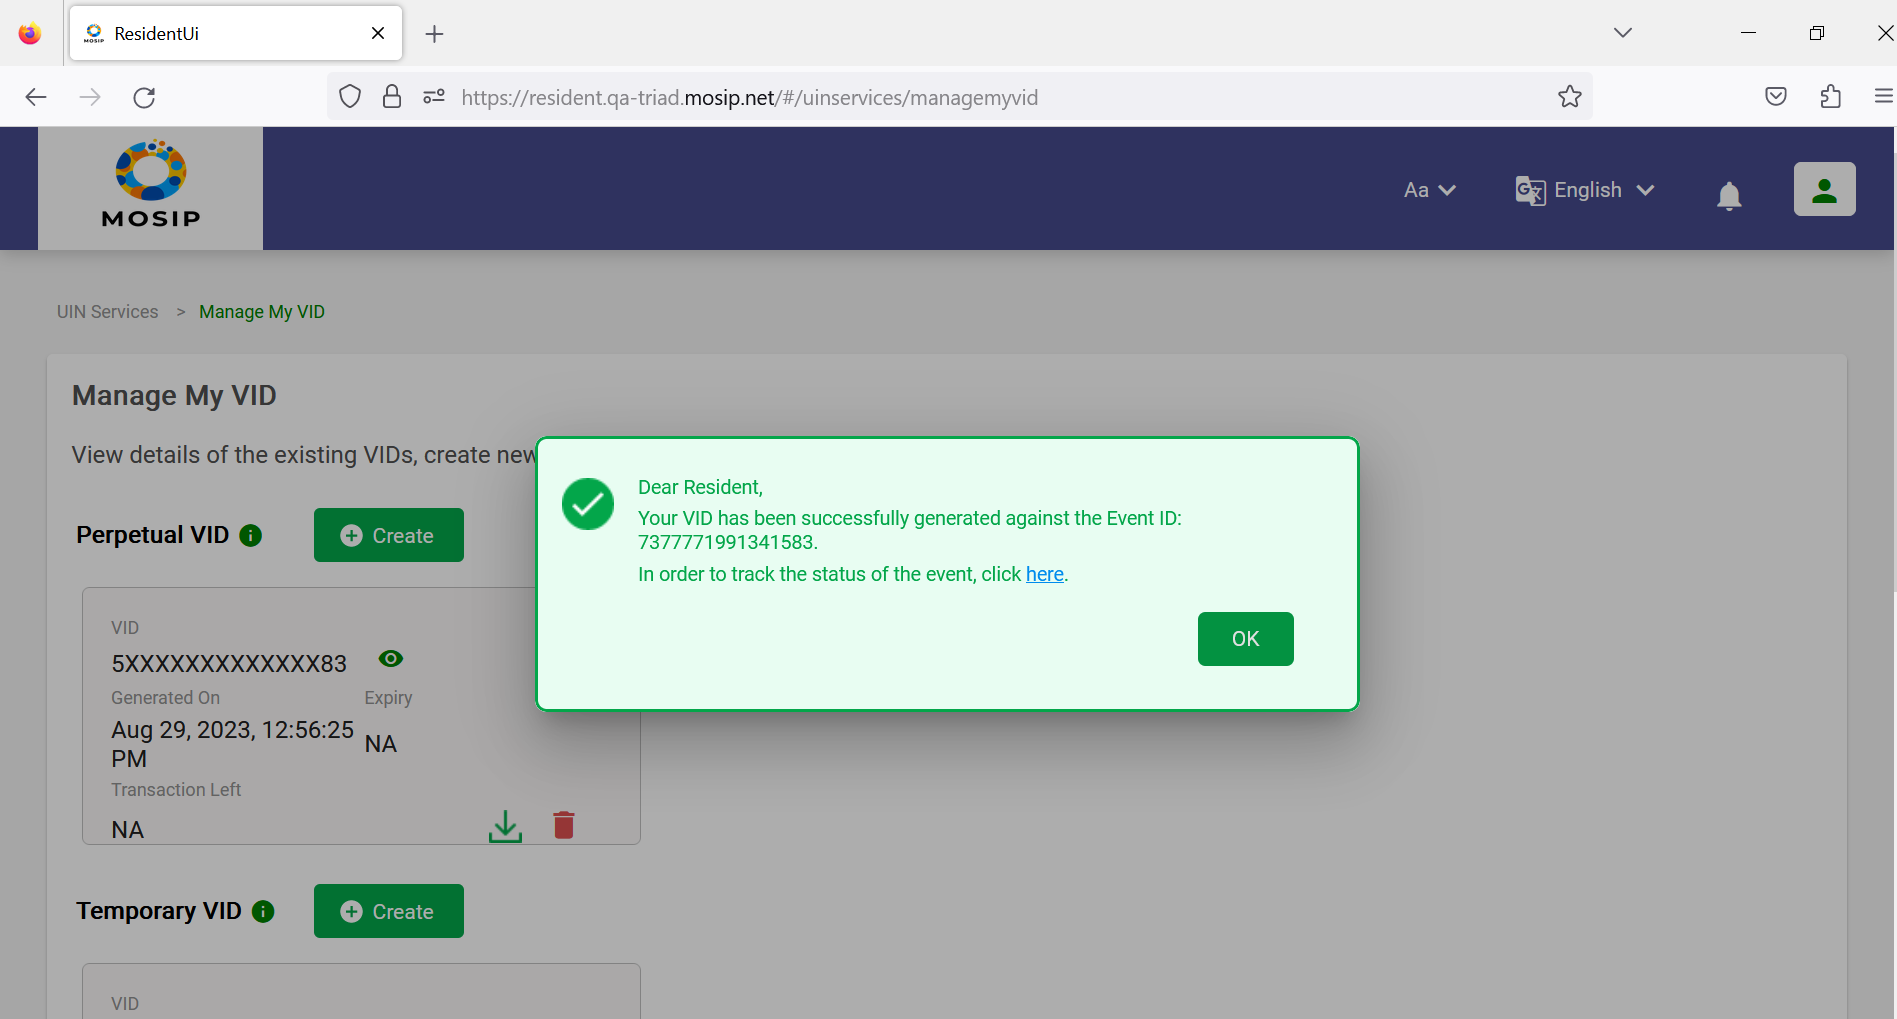 ResidentUi
https://resident.qa-triad.mosip.net/#/uinservices/managemyvid
MOSIP
Aa
English
UIN Services > Manage My VID
Manage My VID
View details of the existing VIDs, create new
Dear Resident,
Your VID has been successfully generated against the Event ID:
7377771991341583.
In order to track the status of the event, click here.
OK
Perpetual VID
Create
VID
5XXXXXXXXXXXXX83
Generated On Expiry
Aug 29, 2023, 12:56:25
PM
NA
Transaction Left
NA
Temporary VID
Create
VID